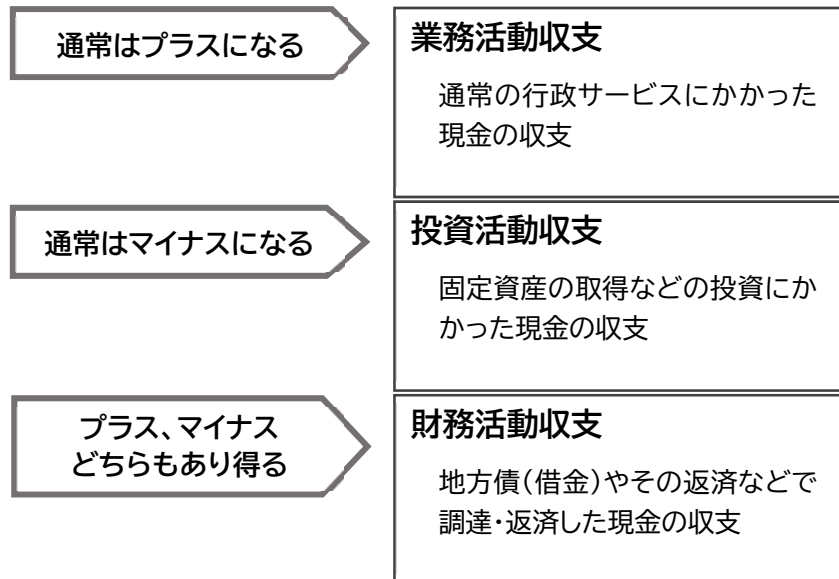 通常はプラスになる
業務活動収支
通常の行政サービスにかかった
現金の収支
通常はマイナスになる
投資活動収支
固定資産の取得などの投資にか
かった現金の収支
プラス、マイナス
どちらもあり得る
財務活動収支
地方債(借金)やその返済などで
調達・返済した現金の収支